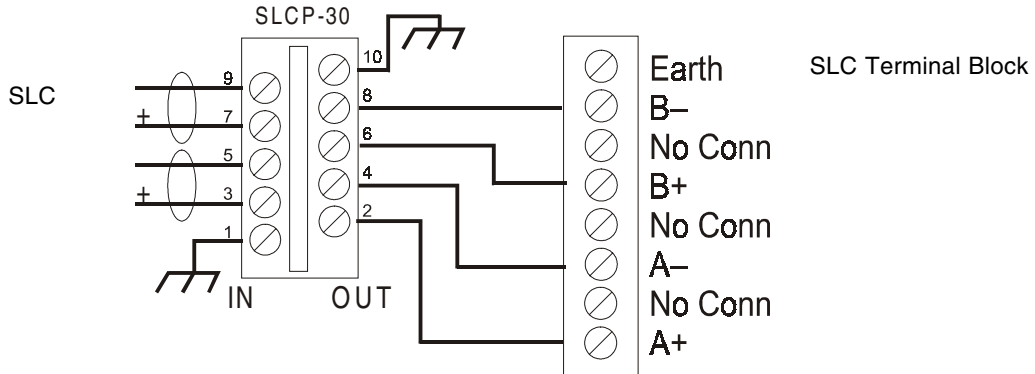 SLCP-30
SLC
9
+
7
5
+
3
1
10
8
6
4
2
IN
OUT
Earth
B–
No Conn
B+
No Conn
A–
No Conn
A+
SLC Terminal Block